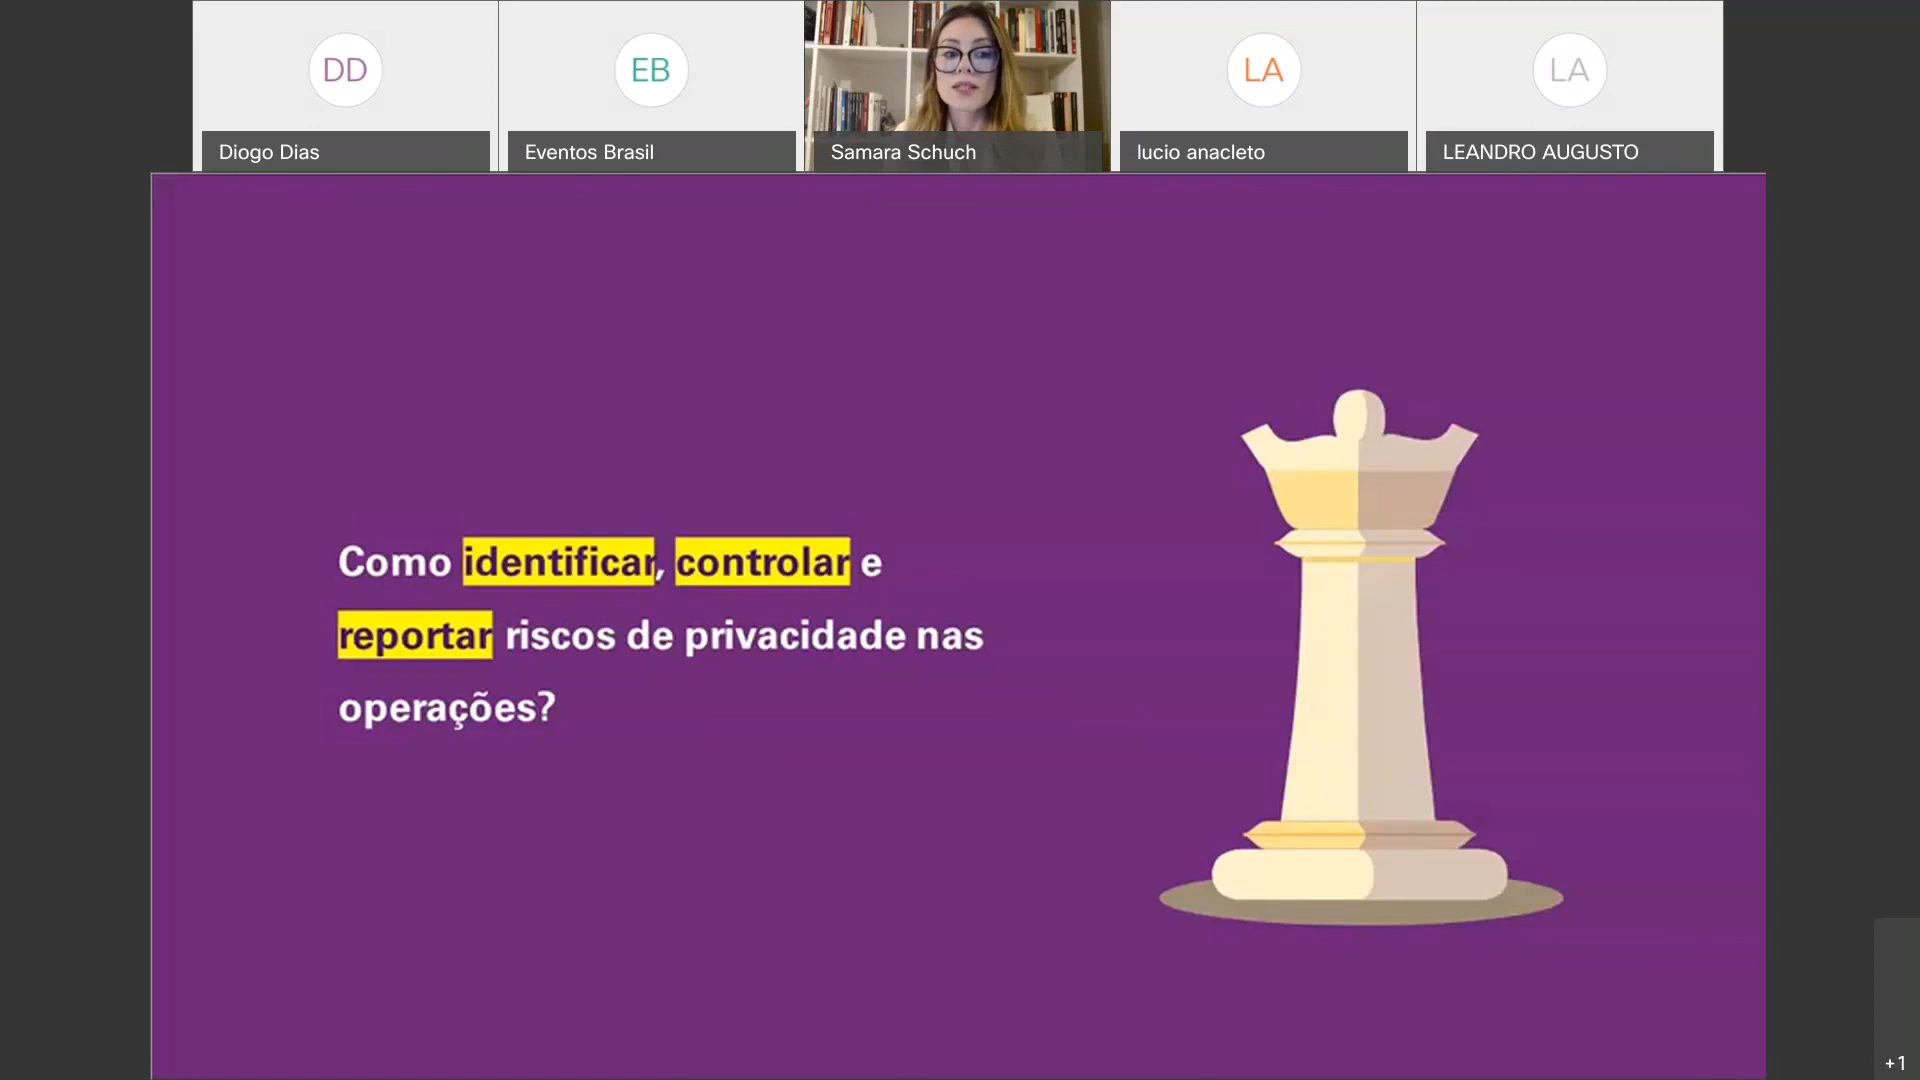 DD
EB
LA
LA
Diogo Dias
Eventos Brasil
Samara Schuch
lucio anacleto
LEANDRO AUGUSTO
Como identificar, controlar e
reportar riscos de privacidade nas
operações?
+1